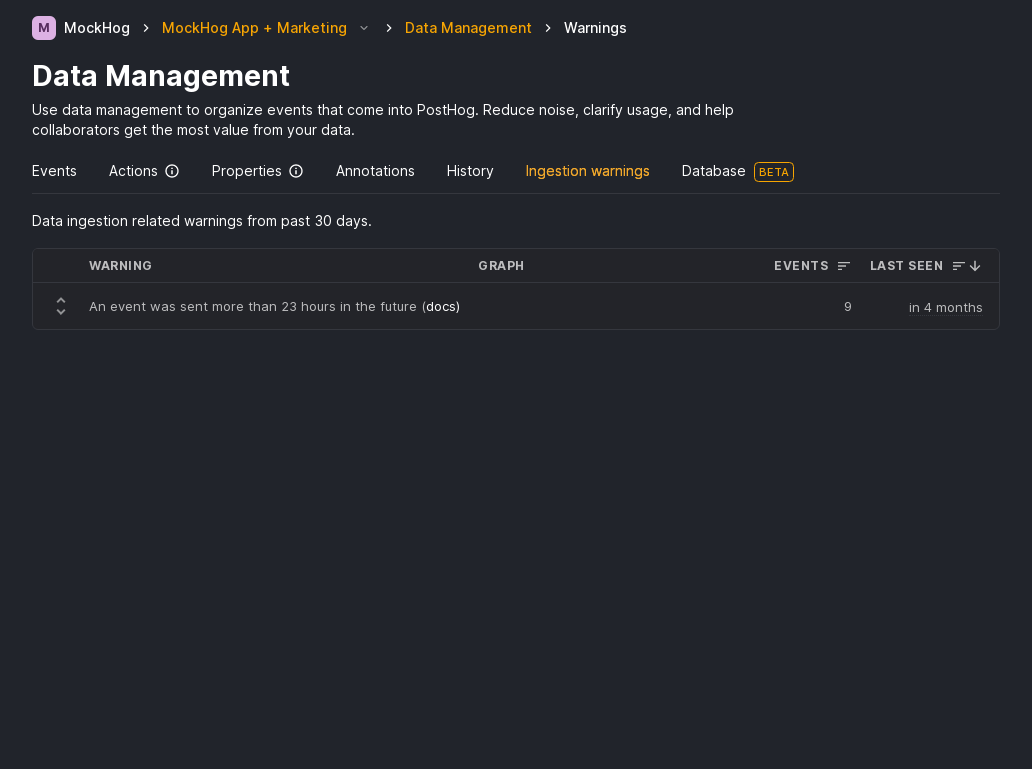 M MockHog MockHog App + Marketing Data Management Warnings
Data Management
Use data management to organize events that come into PostHog. Reduce noise, clarify usage, and help
collaborators get the most value from your data.
Events Actions Properties Annotations History Ingestion warnings Database BETA
Data ingestion related warnings from past 30 days.
WARNING GRAPH EVENTS LAST SEEN
An event was sent more than 23 hours in the future (docs) 9 in 4 months